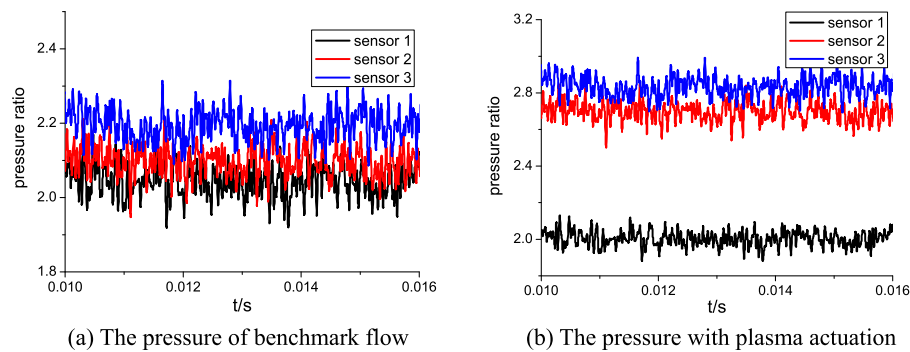 2.4
2.2
2.0
1.8
pressure ratio
0.010
0.012
0.014
0.016
t/s
sensor 1
sensor 2
sensor 3
(a) The pressure of benchmark flow
3.2
2.8
2.4
2.0
pressure ratio
0.010
0.012
0.014
0.016
t/s
sensor 1
sensor 2
sensor 3
(b) The pressure with plasma actuation